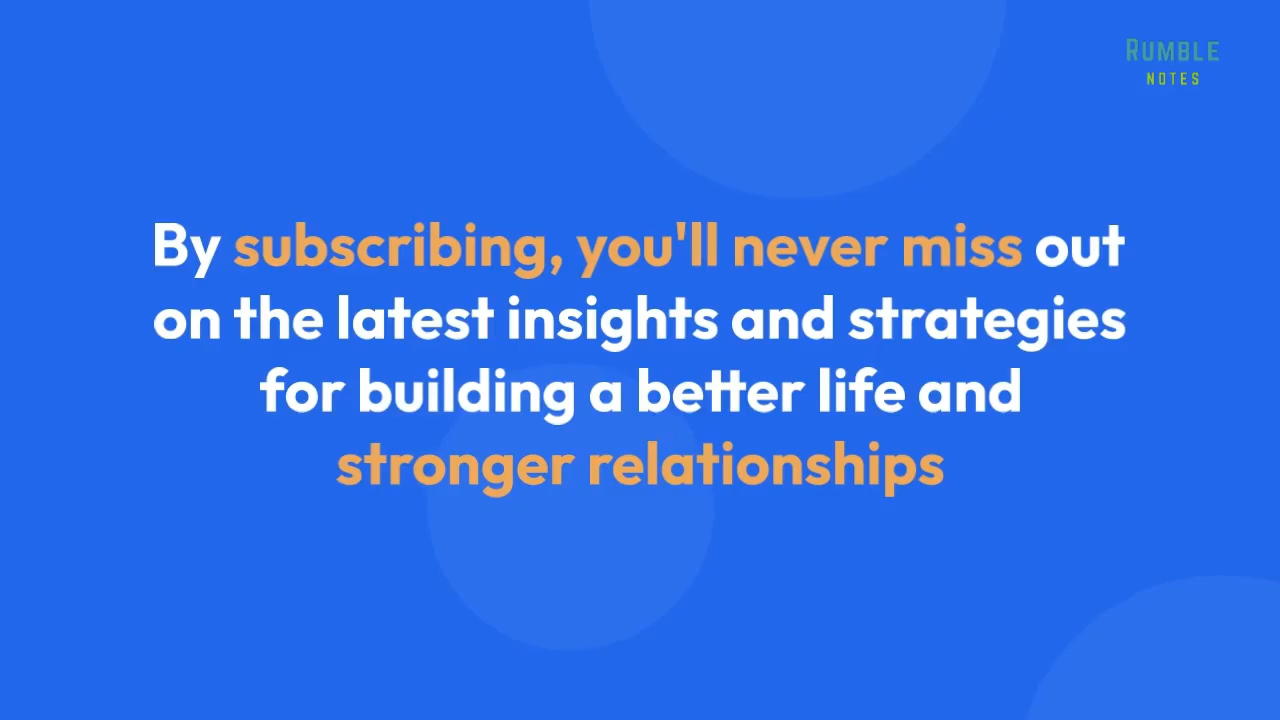 RUMBLE
NOTES
By subscribing, you'll never miss out
on the latest insights and strategies
for building a better life and
stronger relationships